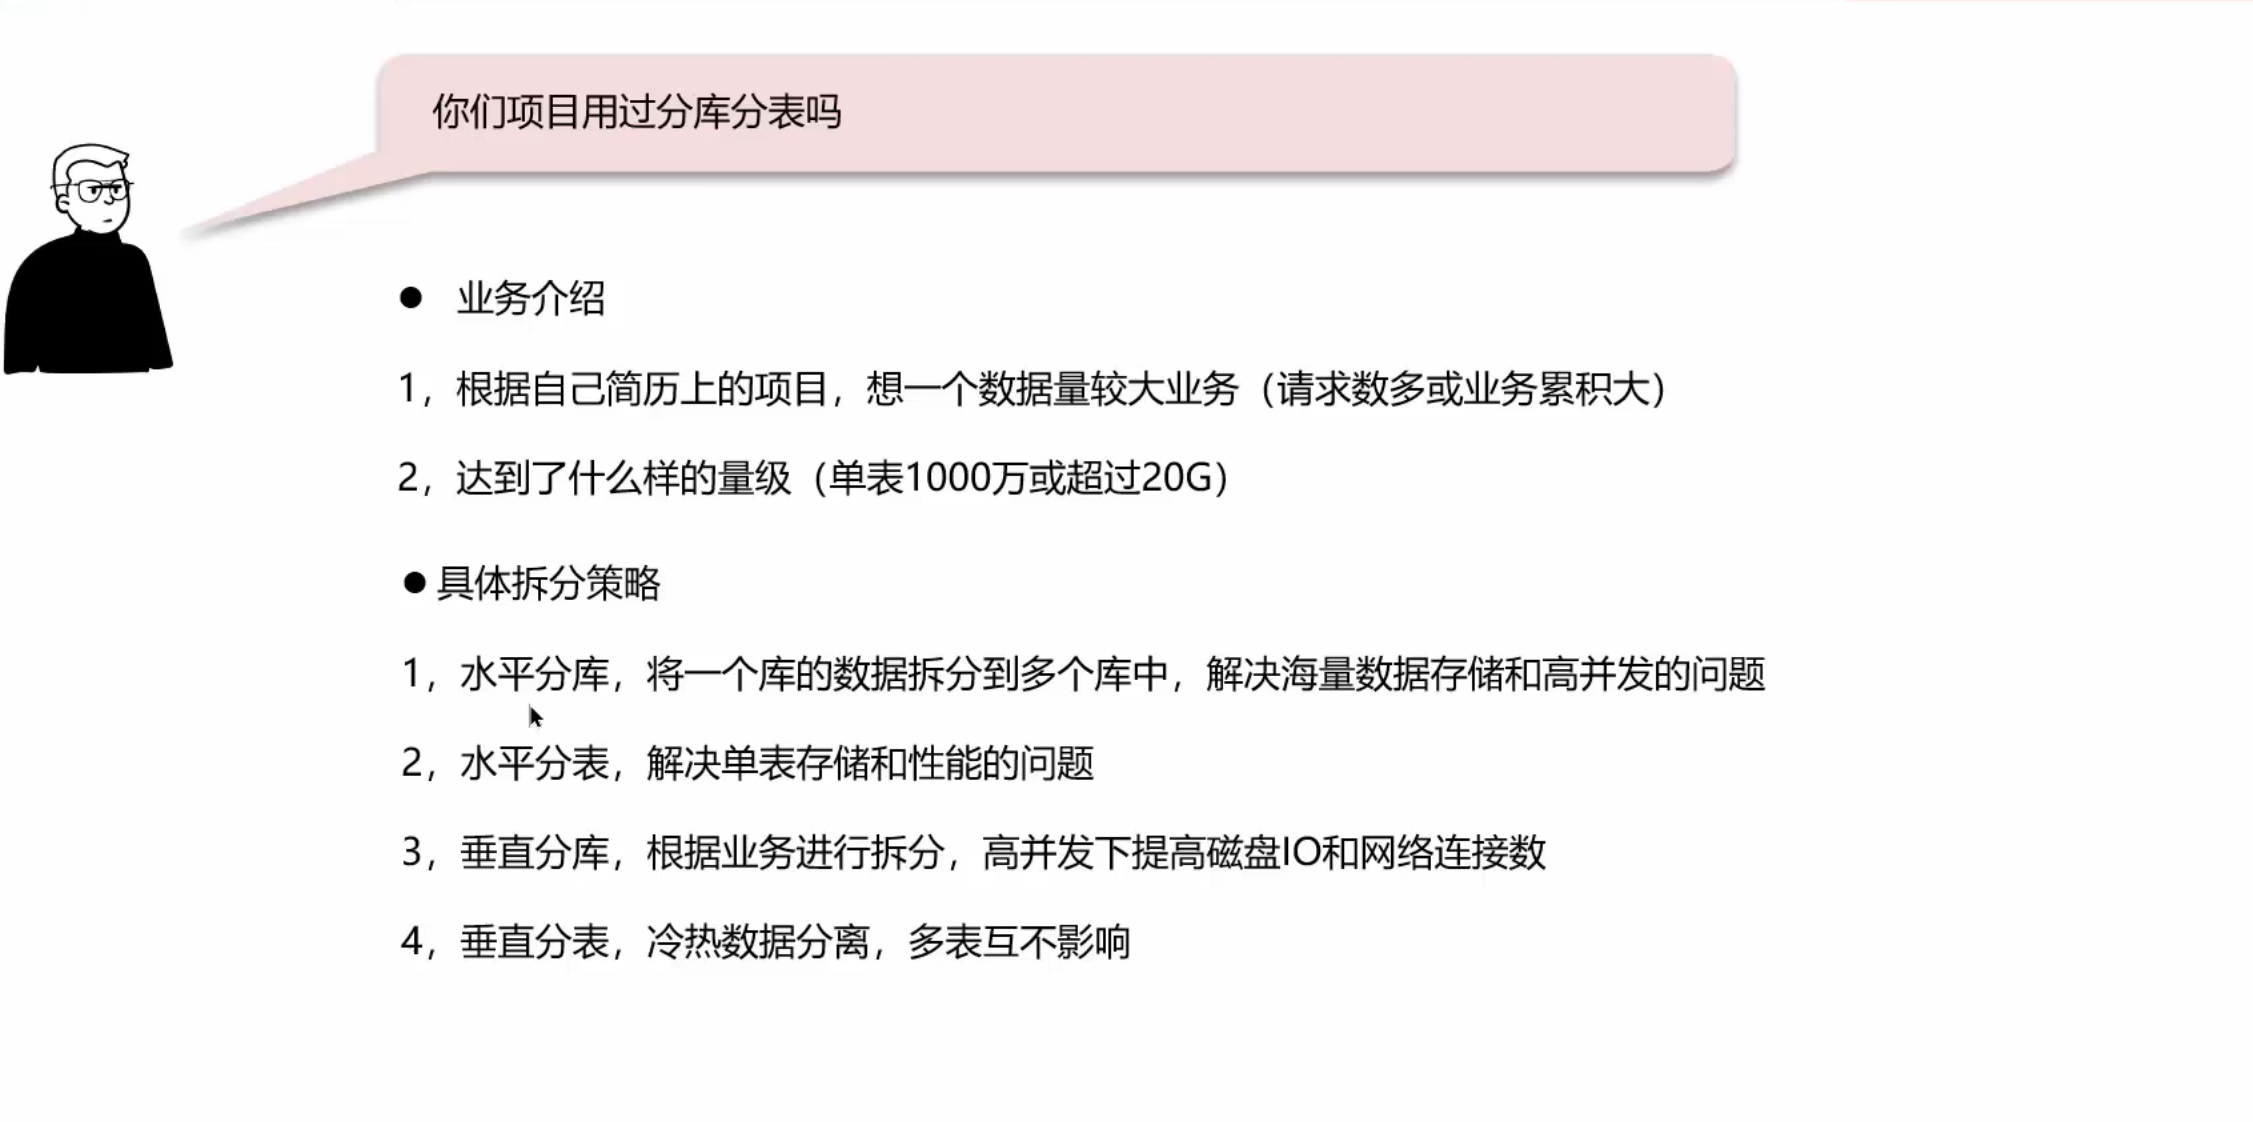 你们项目用过分库分表吗
● 业务介绍
1，根据自己简历上的项目，想一个数据量较大业务（请求数多或业务累积大）
2，达到了什么样的量级（单表1000万或超过20G）
●具体拆分策略
1，水平分库，将一个库的数据拆分到多个库中，解决海量数据存储和高并发的问题
2，水平分表，解决单表存储和性能的问题
3，垂直分库，根据业务进行拆分，高并发下提高磁盘IO和网络连接数
4，垂直分表，冷热数据分离，多表互不影响